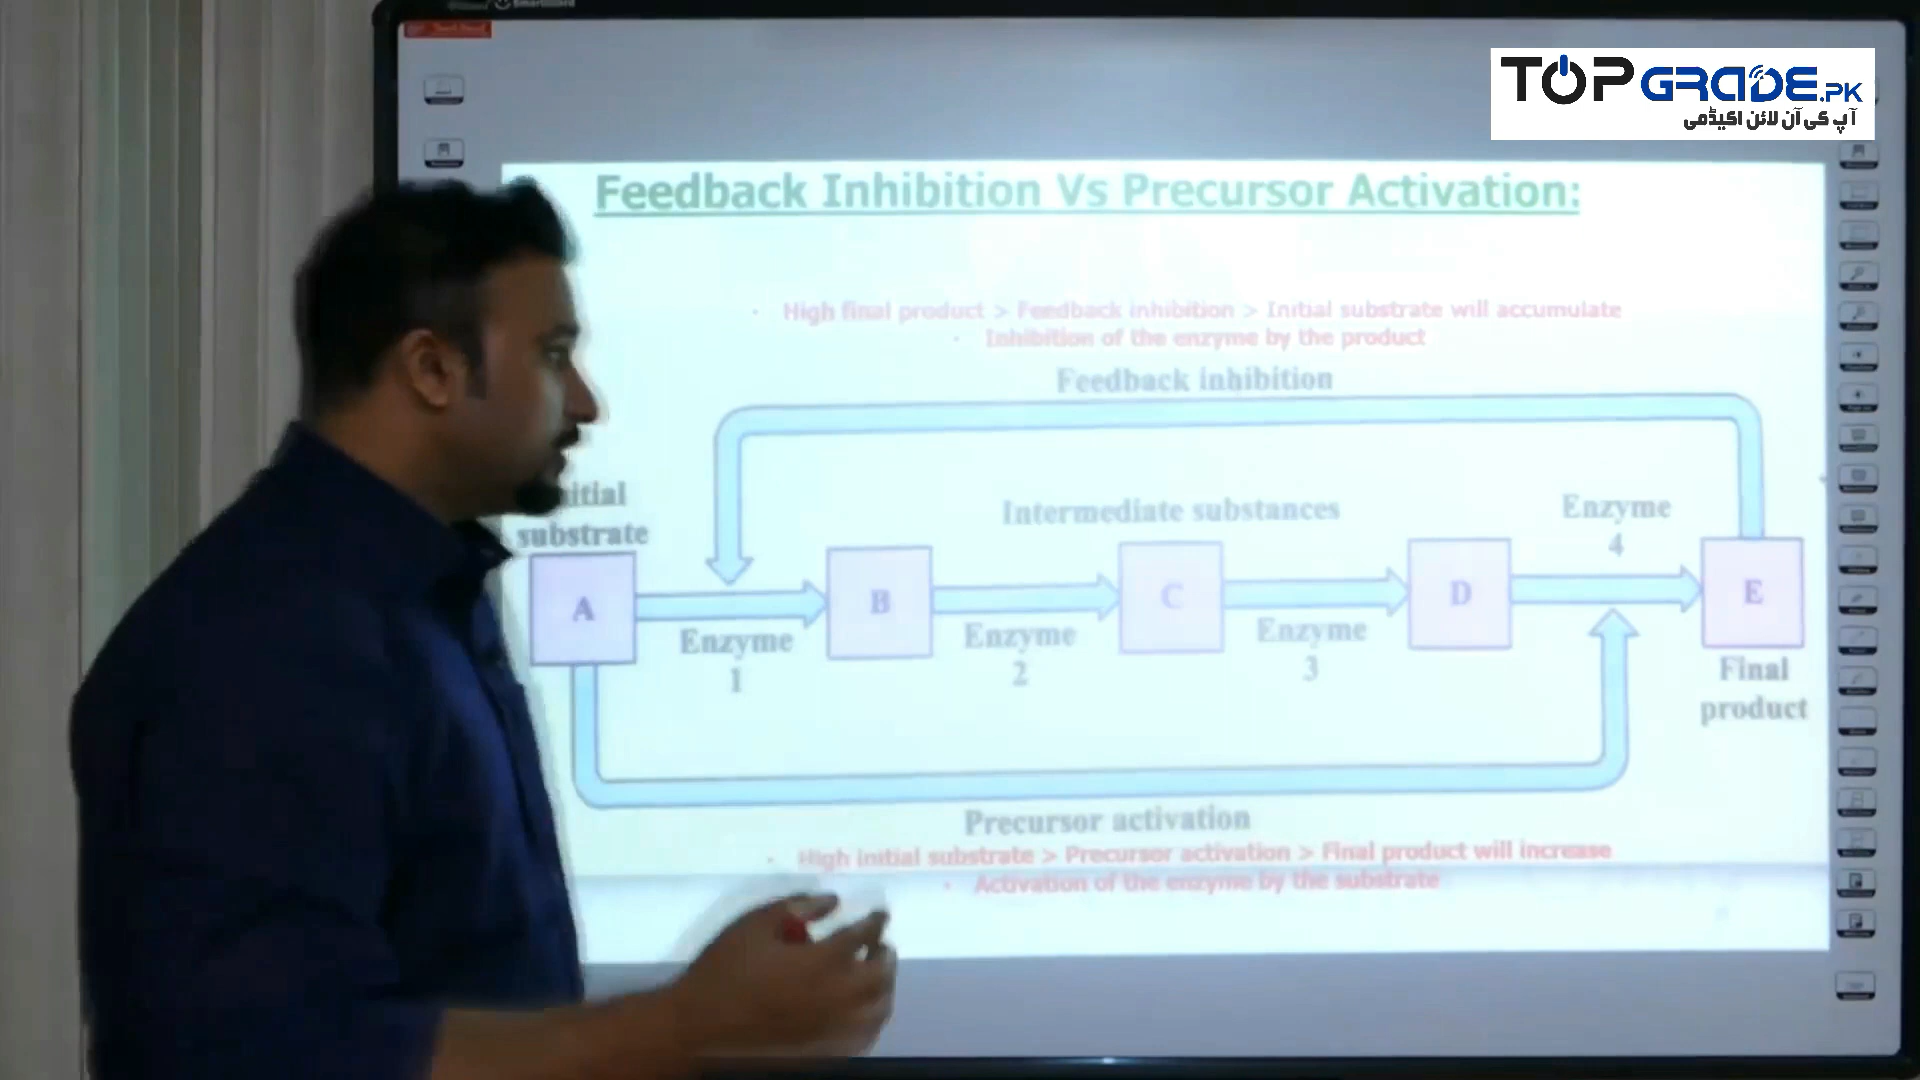 SmartBoard
TOPGRADE.PK
آپ کی آن لائن اکیڈمی
Feedback Inhibition Vs Precursor Activation:
· High final product > Feedback inhibition > Initial substrate will accumulate
· Inhibition of the enzyme by the product
Feedback inhibition
itial
substrate
Intermediate substances
Enzyme
4
A
B
C
D
E
Enzyme
1
Enzyme
2
Enzyme
3
Final
product
Precursor activation
· High initial substrate > Precursor activation > Final product will increase
· Activation of the enzyme by the substrate